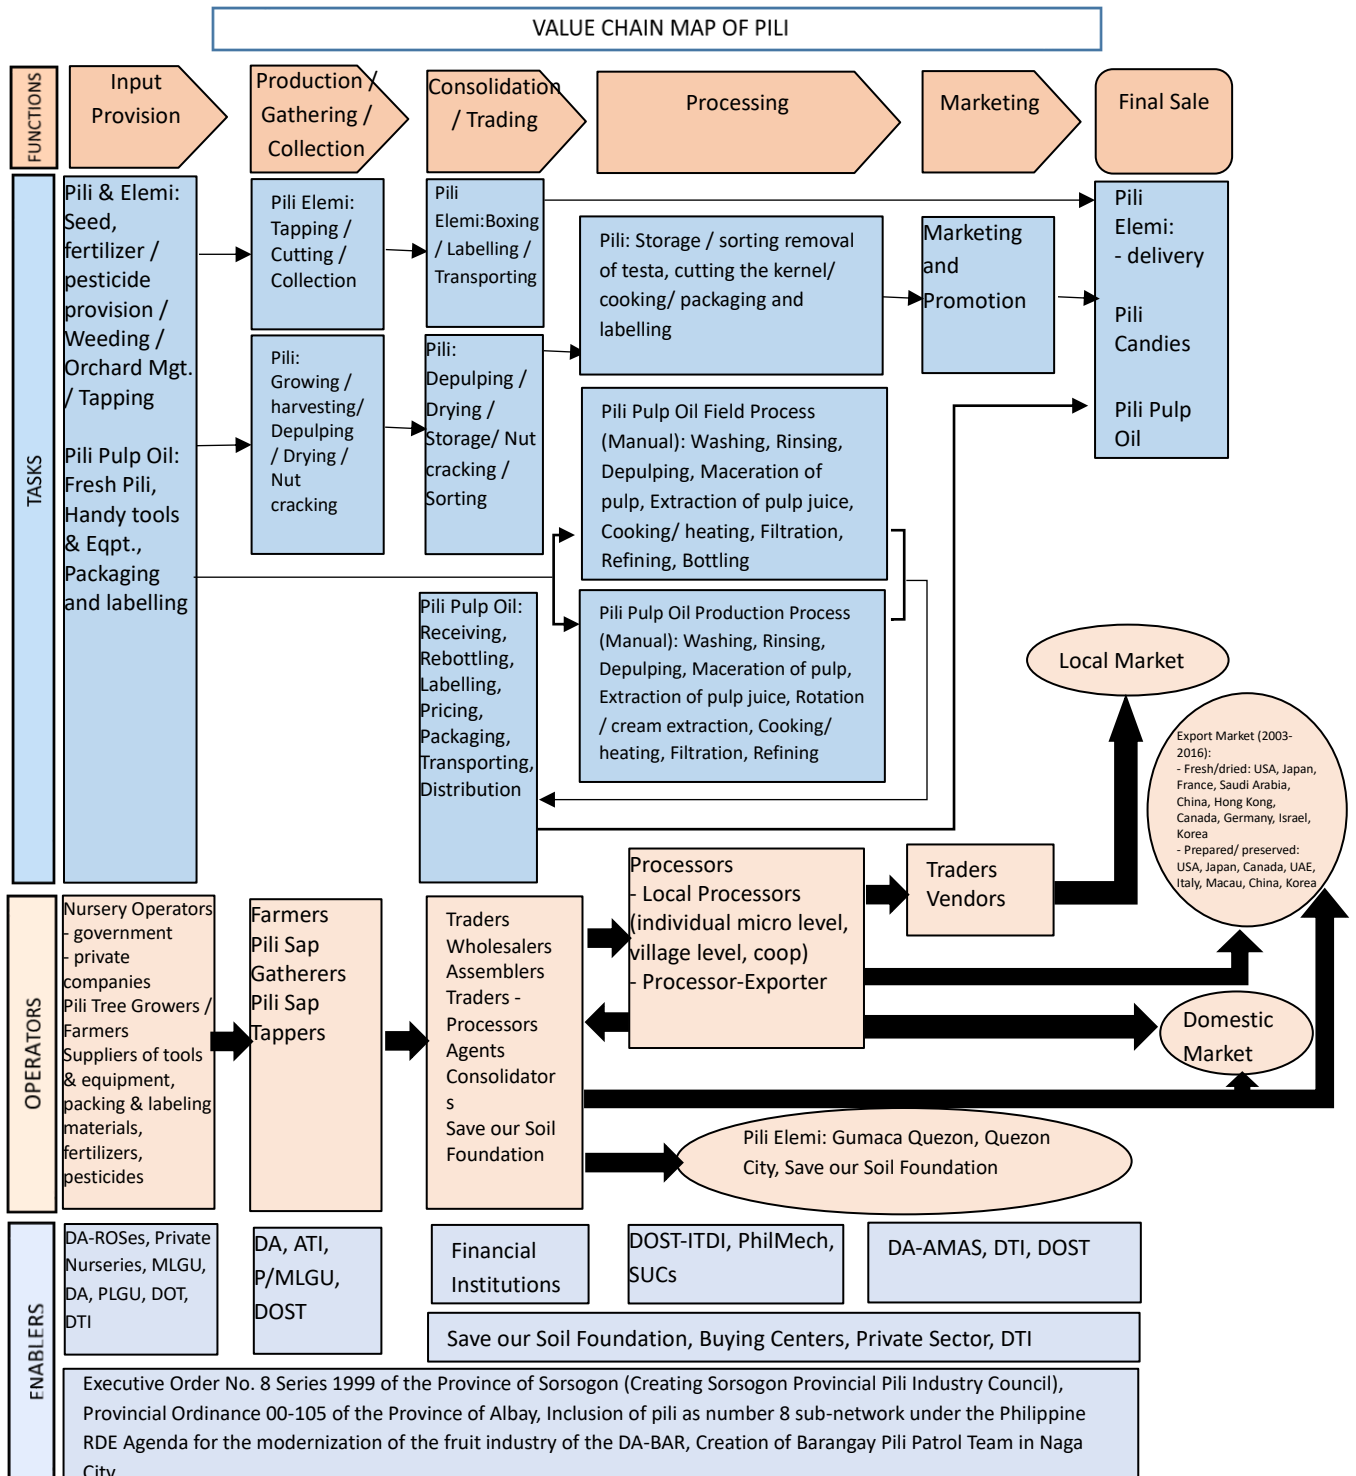 VALUE CHAIN MAP OF PILI
FUNCTIONS
Input
Provision
Production /
Gathering /
Collection
Consolidation
/ Trading
Processing
Marketing
Final Sale
TASKS
Pili & Elemi:
Seed,
fertilizer /
pesticide
provision /
Weeding /
Orchard Mgt.
/ Tapping
Pili Pulp Oil:
Fresh Pili,
Handy tools
& Eqpt.,
Packaging
and labelling
Pili Elemi:
Tapping /
Cutting /
Collection
Pili:
Growing /
harvesting/
Depulping
/ Drying /
Nut
cracking
Pili
Elemi:Boxing
/ Labelling /
Transporting
Pili:
Depulping /
Drying /
Storage/ Nut
cracking /
Sorting
Pili Pulp Oil:
Receiving,
Rebottling,
Labelling,
Pricing,
Packaging,
Transporting,
Distribution
Pili: Storage / sorting removal
of testa, cutting the kernel/
cooking/ packaging and
labelling
Pili Pulp Oil Field Process
(Manual): Washing, Rinsing,
Depulping, Maceration of
pulp, Extraction of pulp juice,
Cooking/ heating, Filtration,
Refining, Bottling
Pili Pulp Oil Production Process
(Manual): Washing, Rinsing,
Depulping, Maceration of pulp,
Extraction of pulp juice, Rotation
/ cream extraction, Cooking/
heating, Filtration, Refining
Marketing
and
Promotion
Pili
Elemi:
- delivery
Pili
Candies
Pili Pulp
Oil
Local Market
Export Market (2003-
2016):
- Fresh/dried: USA, Japan,
France, Saudi Arabia,
China, Hong Kong,
Canada, Germany, Israel,
Korea
- Prepared/ preserved:
USA, Japan, Canada, UAE,
Italy, Macau, China, Korea
OPERATORS
Nursery Operators
- government
- private
companies
Pili Tree Growers /
Farmers
Suppliers of tools
& equipment,
packing & labeling
materials,
fertilizers,
pesticides
Farmers
Pili Sap
Gatherers
Pili Sap
Tappers
Traders
Wholesalers
Assemblers
Traders -
Processors
Agents
Consolidator
s
Save our Soil
Foundation
Processors
- Local Processors
(individual micro level,
village level, coop)
- Processor-Exporter
Traders
Vendors
Domestic
Market
Pili Elemi: Gumaca Quezon, Quezon
City, Save our Soil Foundation
ENABLERS
DA-ROSes, Private
Nurseries, MLGU,
DA, PLGU, DOT,
DTI
DA, ATI,
P/MLGU,
DOST
Financial
Institutions
DOST-ITDI, PhilMech,
SUCs
DA-AMAS, DTI, DOST
Save our Soil Foundation, Buying Centers, Private Sector, DTI
Executive Order No. 8 Series 1999 of the Province of Sorsogon (Creating Sorsogon Provincial Pili Industry Council),
Provincial Ordinance 00-105 of the Province of Albay, Inclusion of pili as number 8 sub-network under the Philippine
RDE Agenda for the modernization of the fruit industry of the DA-BAR, Creation of Barangay Pili Patrol Team in Naga
City